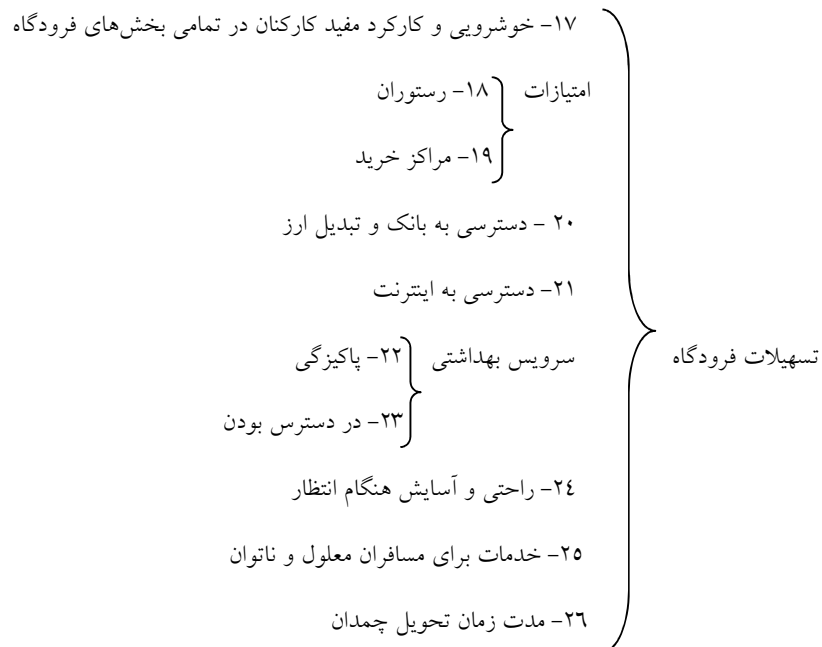 ۱۷- خوشرویی و کارکرد مفید کارکنان در تمامی بخش‌های فرودگاه
امتیازات ۱۸- رستوران
۱۹- مراکز خرید
۲۰ - دسترسی به بانک و تبدیل ارز
۲۱- دسترسی به اینترنت
تسهیلات فرودگاه سرویس بهداشتی ۲۲- پاکیزگی
۲۳- در دسترس بودن
۲٤- راحتی و آسایش هنگام انتظار
۲٥- خدمات برای مسافران معلول و ناتوان
۲٦- مدت زمان تحویل چمدان